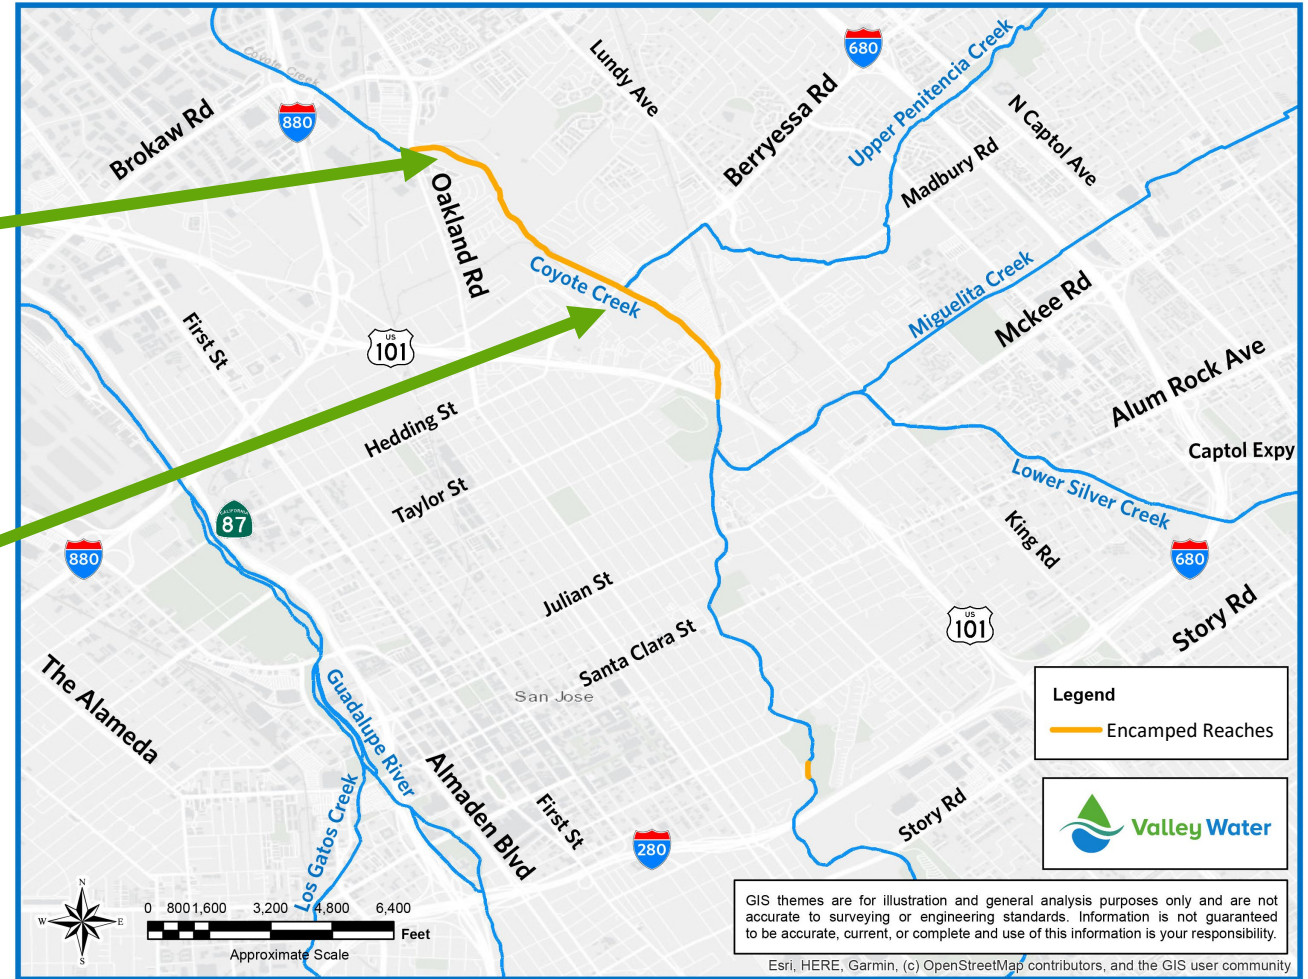 Coyote Creek
Brokaw Rd
880
Lundy Ave
680
Berryessa Rd
Upper Penitencia Creek
N Captol Ave
Madbury Rd
Oakland Rd
Coyote Creek
Miguelita Creek
Mckee Rd
First St
US
101
Alum Rock Ave
Hedding St
Captol Expy
Taylor St
Lower Silver Creek
CALIFORNIA
87
King Rd
880
680
Julian St
US
101
Story Rd
Santa Clara St
The Alameda
San Jose
Guadalupe River
Legend
Encamped Reaches
Almaden Blvd
First St
Story Rd
Los Gatos Creek
280
Valley Water
N
W
E
S
0 800 1,600 3,200 4,800 6,400
Feet
Approximate Scale
GIS themes are for illustration and general analysis purposes only and are not
accurate to surveying or engineering standards. Information is not guaranteed
to be accurate, current, or complete and use of this information is your responsibility.
Esri, HERE, Garmin, (c) OpenStreetMap contributors, and the GIS user community